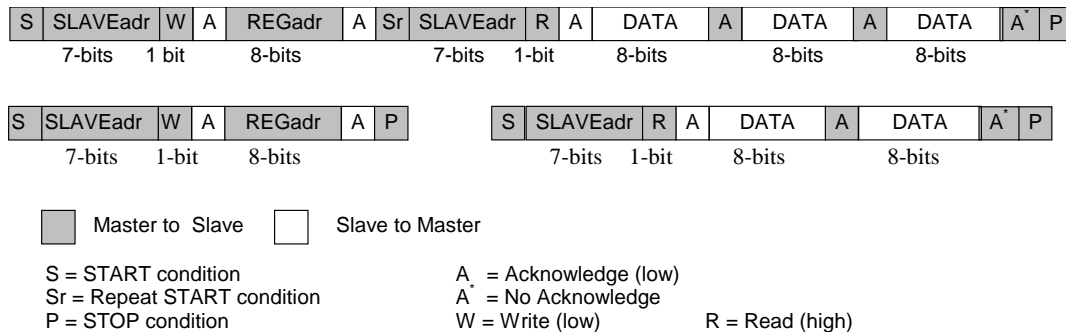 S SLAVEadr W A REGadr A Sr SLAVEadr R A DATA A DATA A DATA A* P
7-bits 1 bit 8-bits 7-bits 1-bit 8-bits 8-bits 8-bits
S SLAVEadr W A REGadr A P S SLAVEadr R A DATA A DATA A* P
7-bits 1-bit 8-bits 7-bits 1-bit 8-bits 8-bits
Master to Slave Slave to Master
S = START condition A = Acknowledge (low)
Sr = Repeat START condition A* = No Acknowledge
P = STOP condition W = Write (low) R = Read (high)